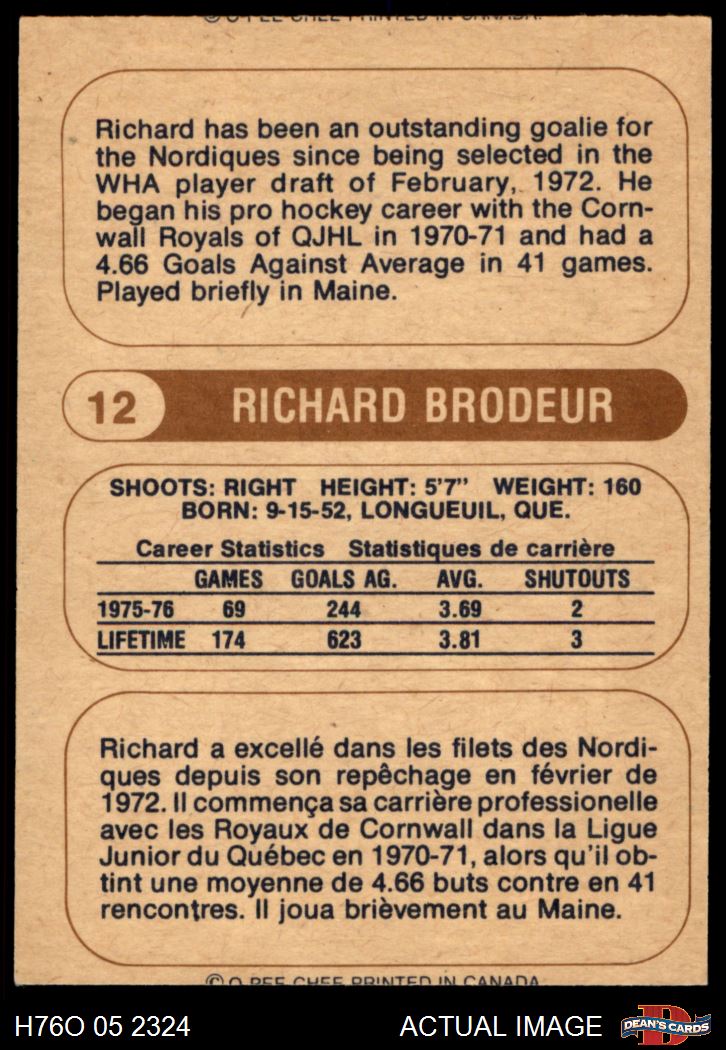 © O-PEE-CHEE PRINTED IN CANADA.
Richard has been an outstanding goalie for
the Nordiques since being selected in the
WHA player draft of February, 1972. He
began his pro hockey career with the Corn-
wall Royals of QJHL in 1970-71 and had a
4.66 Goals Against Average in 41 games.
Played briefly in Maine.
12 RICHARD BRODEUR
SHOOTS: RIGHT HEIGHT: 5'7" WEIGHT: 160
BORN: 9-15-52, LONGUEUIL, QUE.
Career Statistics Statistiques de carrière
GAMES GOALS AG. AVG. SHUTOUTS
1975-76 69 244 3.69 2
LIFETIME 174 623 3.81 3
Richard a excellé dans les filets des Nordi-
ques depuis son repêchage en février de
1972. Il commença sa carrière professionelle
avec les Royaux de Cornwall dans la Ligue
Junior du Québec en 1970-71, alors qu'il ob-
tint une moyenne de 4.66 buts contre en 41
rencontres. Il joua brièvement au Maine.
© O-PEE-CHEE PRINTED IN CANADA.
H76O 05 2324 ACTUAL IMAGE D DEAN'S CARDS